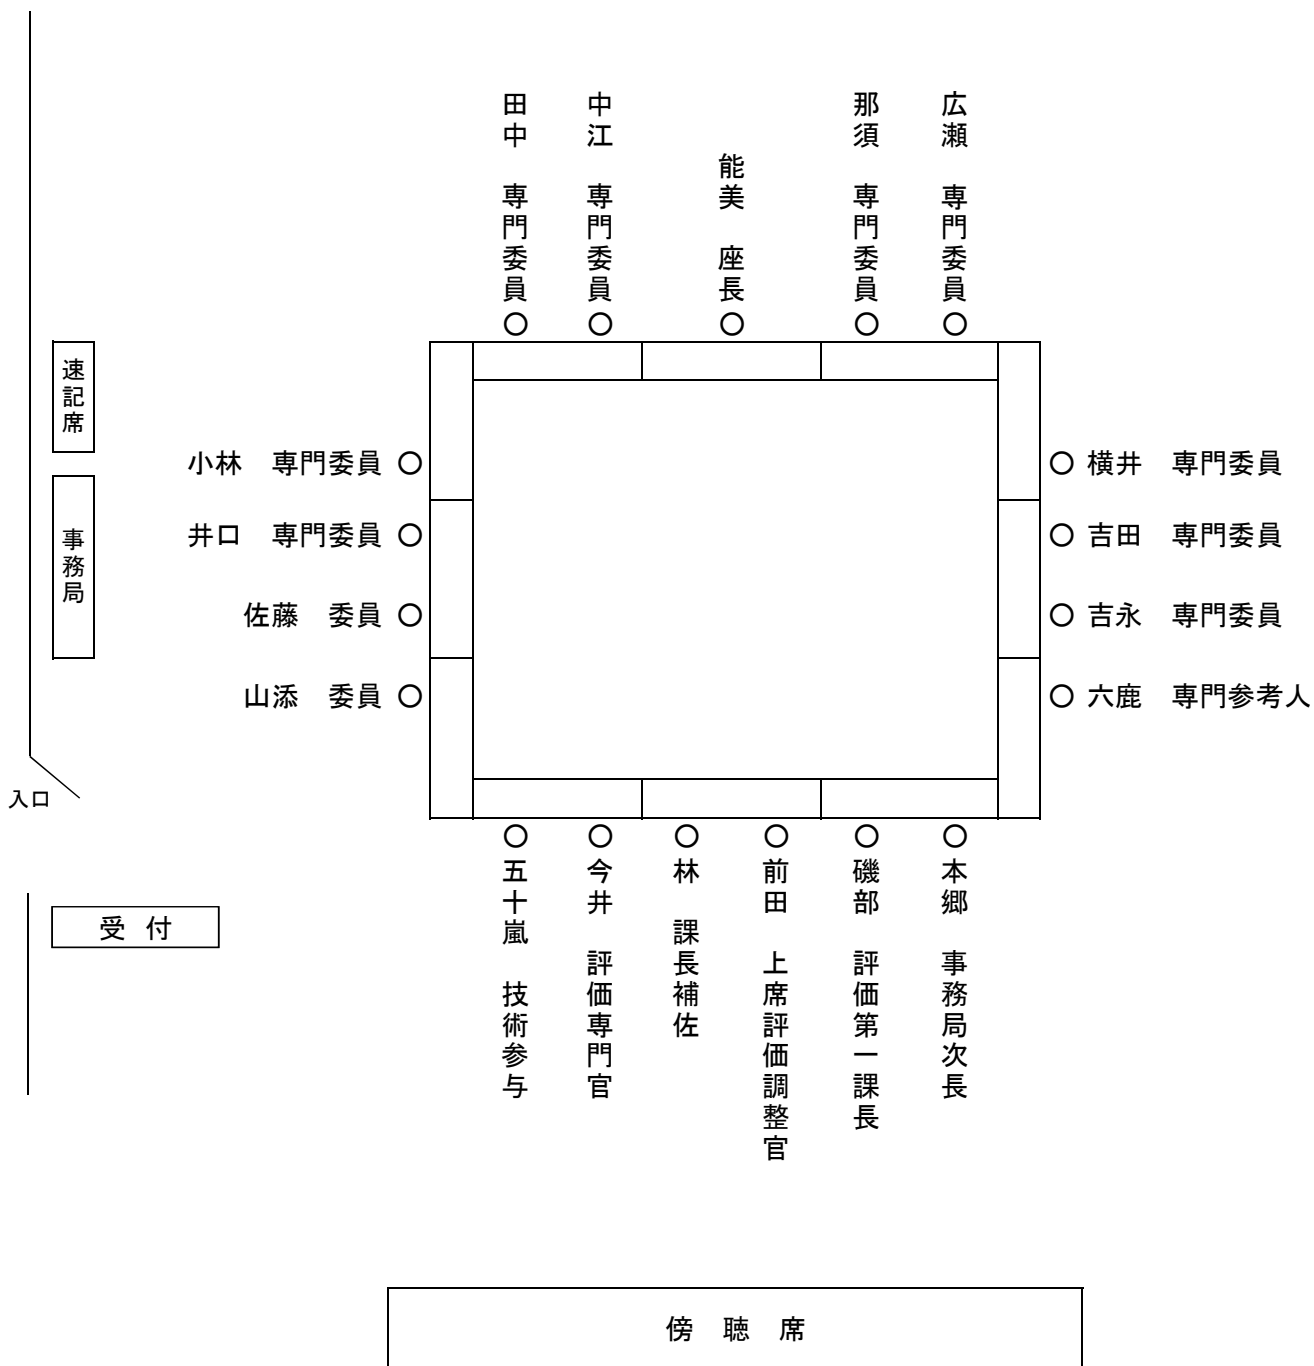 田中　専門委員
中江　専門委員
能美　座長
那須　専門委員
広瀬　専門委員
速記席
事務局
小林　専門委員
井口　専門委員
佐藤　委員
山添　委員
横井　専門委員
吉田　専門委員
吉永　専門委員
六鹿　専門参考人
入口
受付
五十嵐　技術参与
今井　評価専門官
林　課長補佐
前田　上席評価調整官
磯部　評価第一課長
本郷　事務局次長
傍聴席